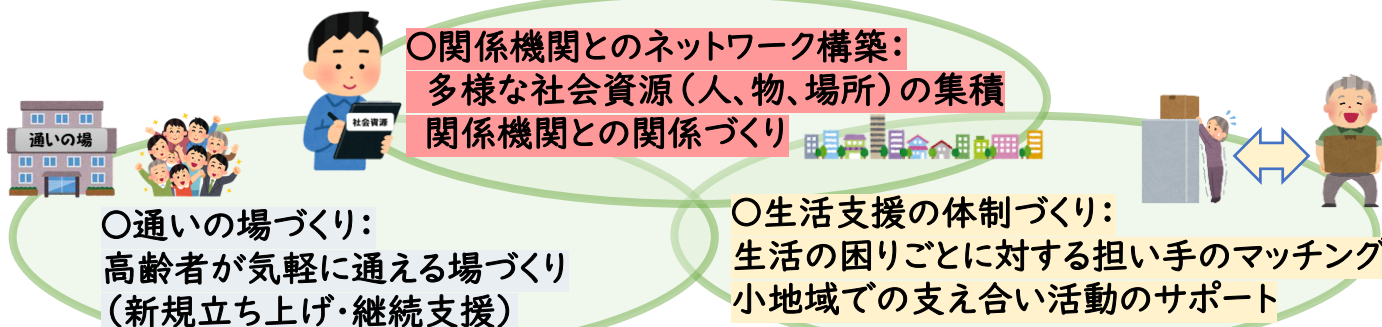 〇関係機関とのネットワーク構築:
多様な社会資源(人、物、場所)の集積
関係機関との関係づくり
社会資源
通いの場
〇通いの場づくり:
高齢者が気軽に通える場づくり
(新規立ち上げ・継続支援)
〇生活支援の体制づくり:
生活の困りごとに対する担い手のマッチング
小地域での支え合い活動のサポート